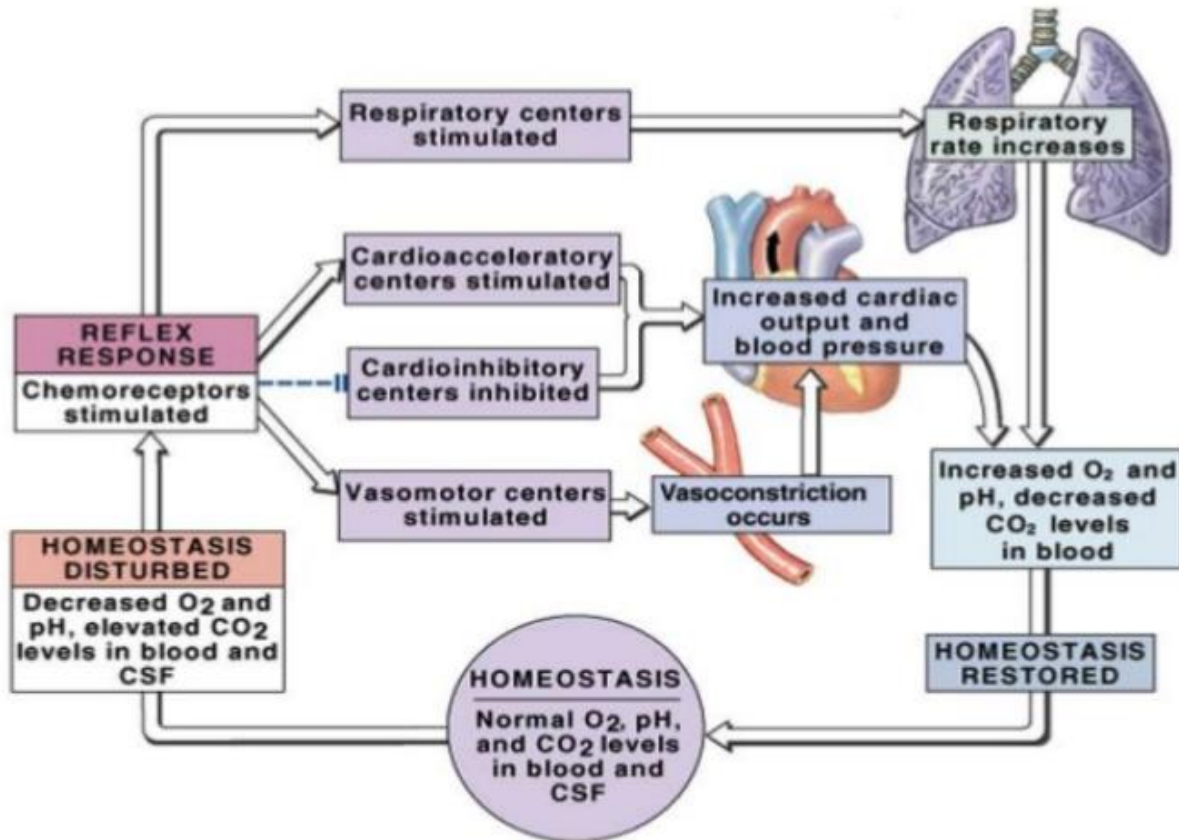 Respiratory centers
stimulated
Respiratory
rate increases
Cardioacceleratory
centers stimulated
Increased cardiac
output and
blood pressure
REFLEX
RESPONSE
Chemoreceptors
stimulated
Cardioinhibitory
centers inhibited
Vasomotor centers
stimulated
Vasoconstriction
occurs
Increased O₂ and
pH, decreased
CO₂ levels
in blood
HOMEOSTASIS
DISTURBED
Decreased O₂ and
pH, elevated CO₂
levels in blood and
CSF
HOMEOSTASIS
RESTORED
HOMEOSTASIS
Normal O₂, pH,
and CO₂ levels
in blood and
CSF